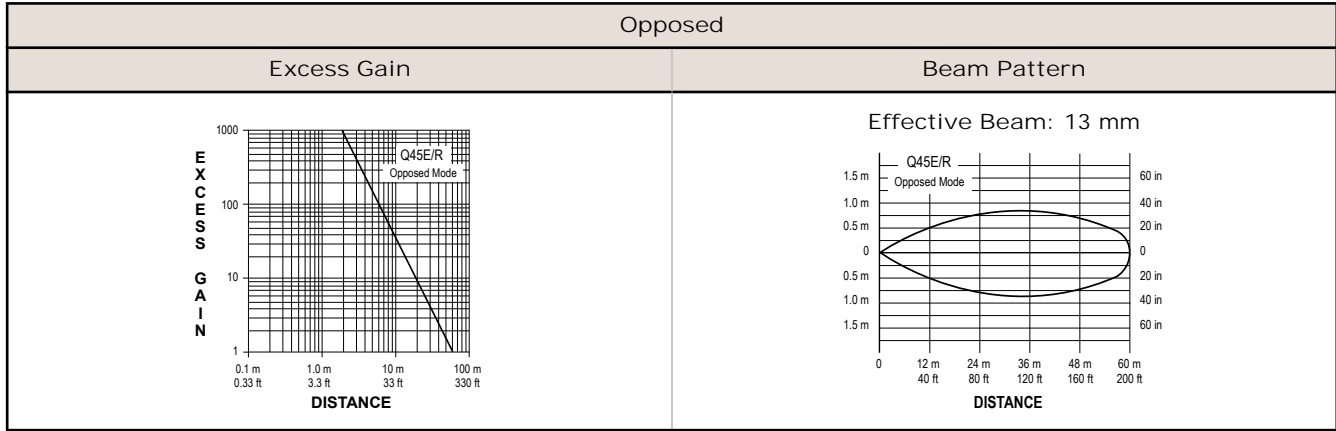 Opposed
Excess Gain
Beam Pattern
EXCESS GAIN
1000
100
10
1
Q45E/R
Opposed Mode
0.1 m 1.0 m 10 m 100 m
0.33 ft 3.3 ft 33 ft 330 ft
DISTANCE
Effective Beam: 13 mm
Q45E/R
Opposed Mode
1.5 m 60 in
1.0 m 40 in
0.5 m 20 in
0 0
0.5 m 20 in
1.0 m 40 in
1.5 m 60 in
0 12 m 24 m 36 m 48 m 60 m
40 ft 80 ft 120 ft 160 ft 200 ft
DISTANCE